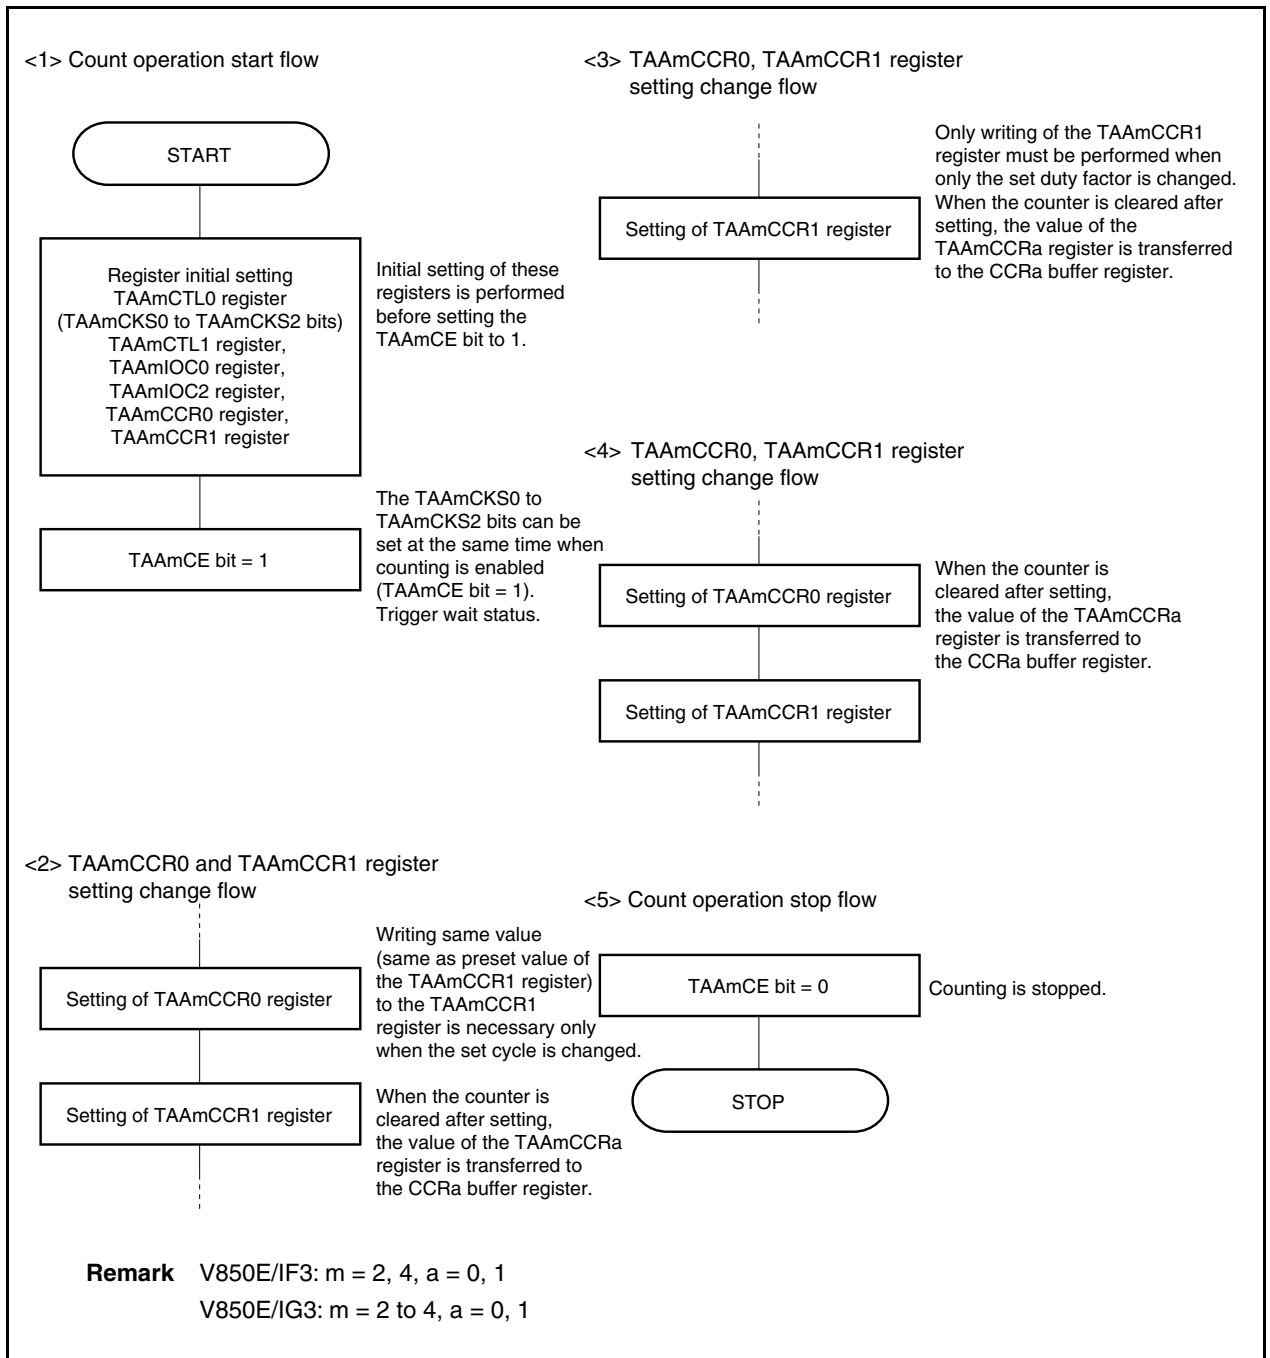 <1> Count operation start flow
START
Register initial setting
TAAmCTL0 register
(TAAmCKS0 to TAAmCKS2 bits)
TAAmCTL1 register,
TAAmIOC0 register,
TAAmIOC2 register,
TAAmCCR0 register,
TAAmCCR1 register
Initial setting of these
registers is performed
before setting the
TAAmCE bit to 1.
TAAmCE bit = 1
The TAAmCKS0 to
TAAmCKS2 bits can be
set at the same time when
counting is enabled
(TAAmCE bit = 1).
Trigger wait status.
<2> TAAmCCR0 and TAAmCCR1 register
setting change flow
Setting of TAAmCCR0 register
Writing same value
(same as preset value of
the TAAmCCR1 register)
to the TAAmCCR1
register is necessary only
when the set cycle is changed.
Setting of TAAmCCR1 register
When the counter is
cleared after setting,
the value of the TAAmCCRa
register is transferred to
the CCRa buffer register.
<3> TAAmCCR0, TAAmCCR1 register
setting change flow
Setting of TAAmCCR1 register
Only writing of the TAAmCCR1
register must be performed when
only the set duty factor is changed.
When the counter is cleared after
setting, the value of the
TAAmCCRa register is transferred
to the CCRa buffer register.
<4> TAAmCCR0, TAAmCCR1 register
setting change flow
Setting of TAAmCCR0 register
When the counter is
cleared after setting,
the value of the TAAmCCRa
register is transferred to
the CCRa buffer register.
Setting of TAAmCCR1 register
<5> Count operation stop flow
TAAmCE bit = 0
Counting is stopped.
STOP
Remark V850E/IF3: m = 2, 4, a = 0, 1
V850E/IG3: m = 2 to 4, a = 0, 1